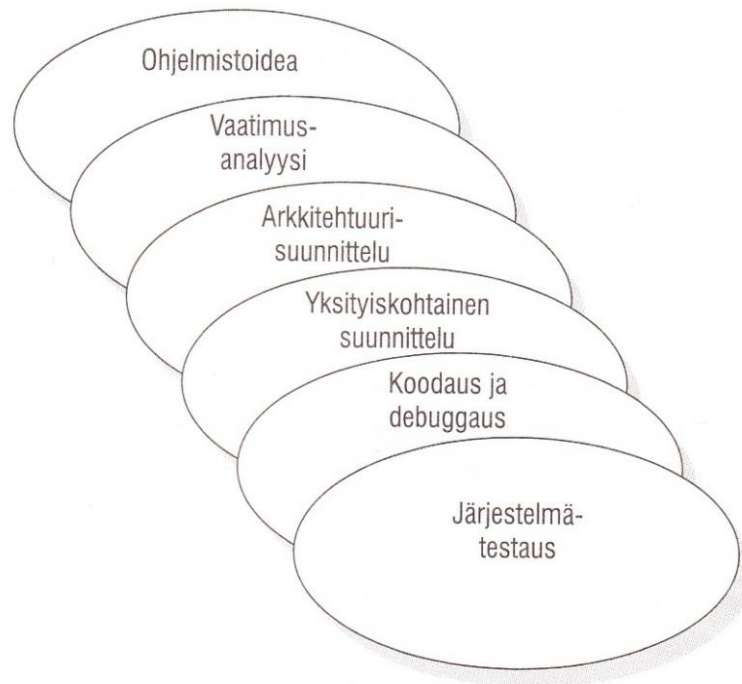 Ohjelmistoidea
Vaatimus-
analyysi
Arkkitehtuuri-
suunnittelu
Yksityiskohtainen
suunnittelu
Koodaus ja
debuggaus
Järjestelmä-
testaus